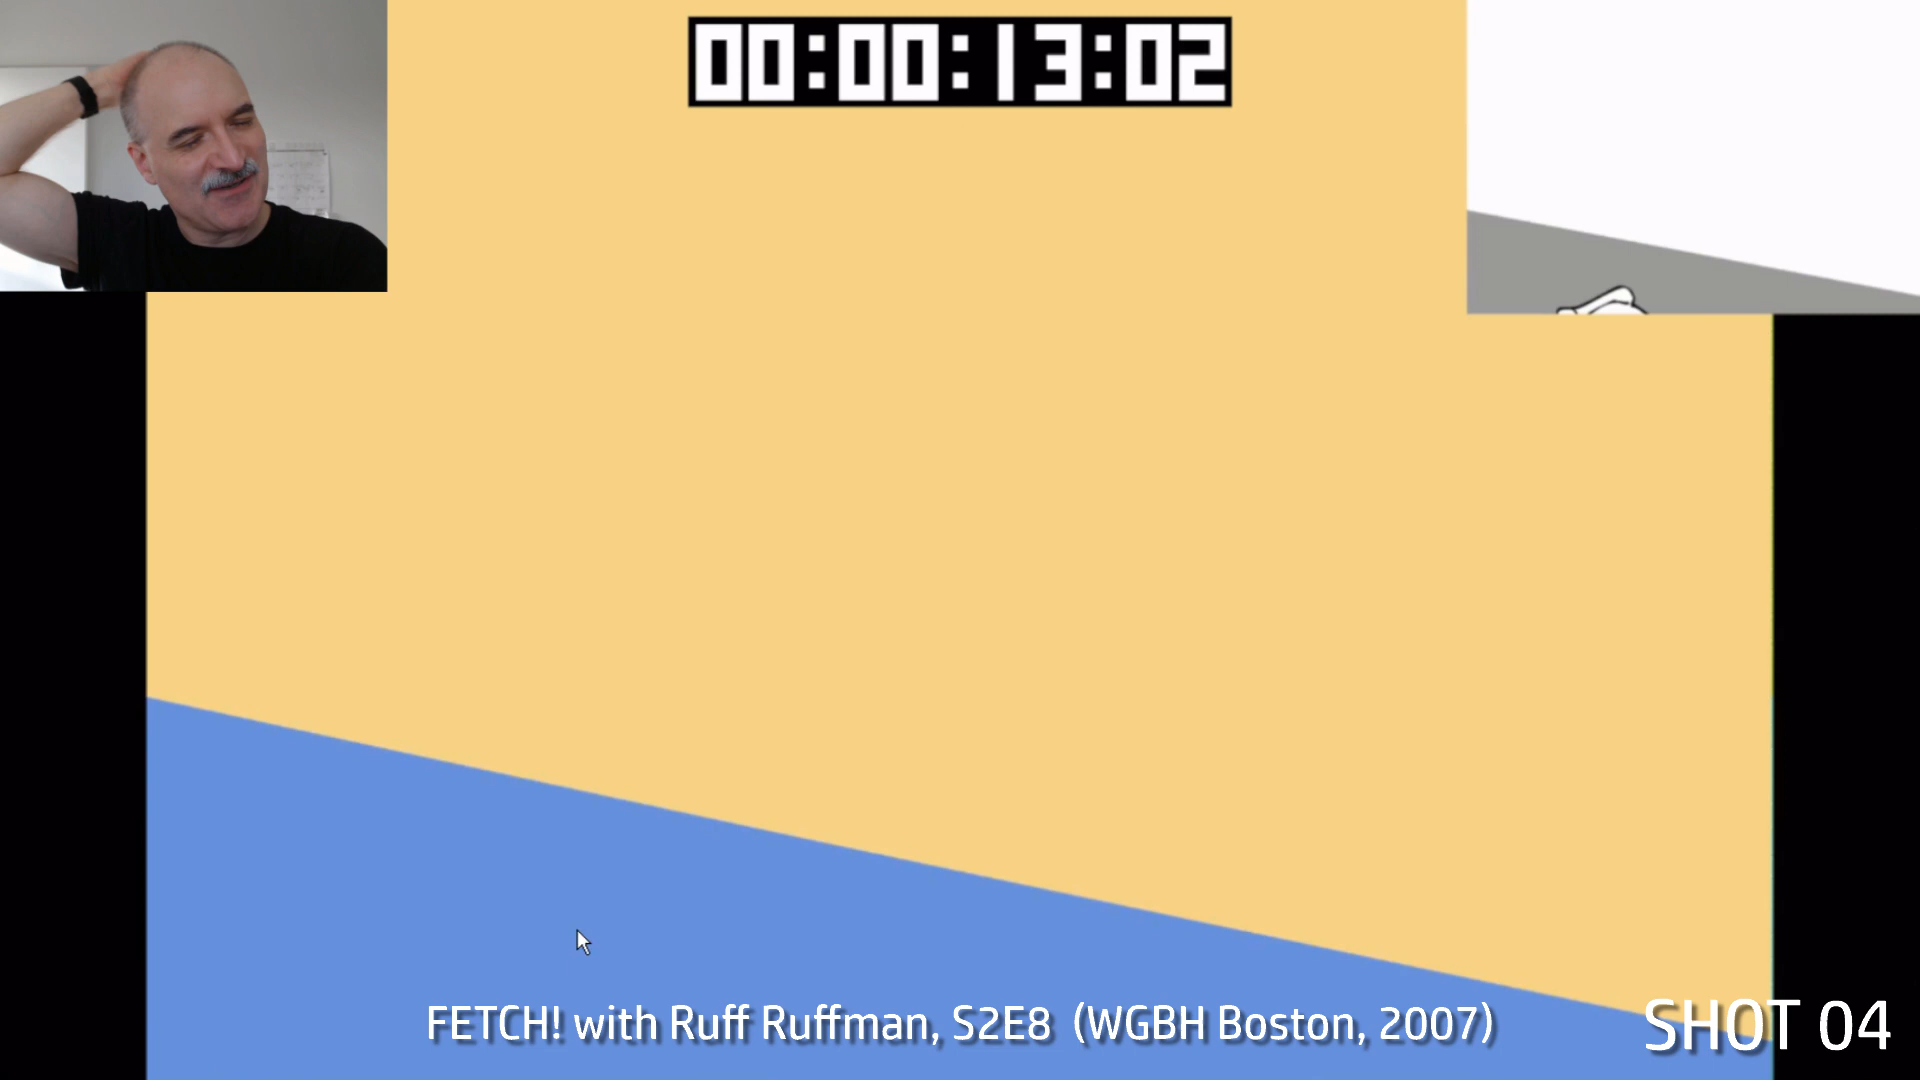 00:00:13:02
FETCH! with Ruff Ruffman, S2E8 (WGBH Boston, 2007)
SHOT 04